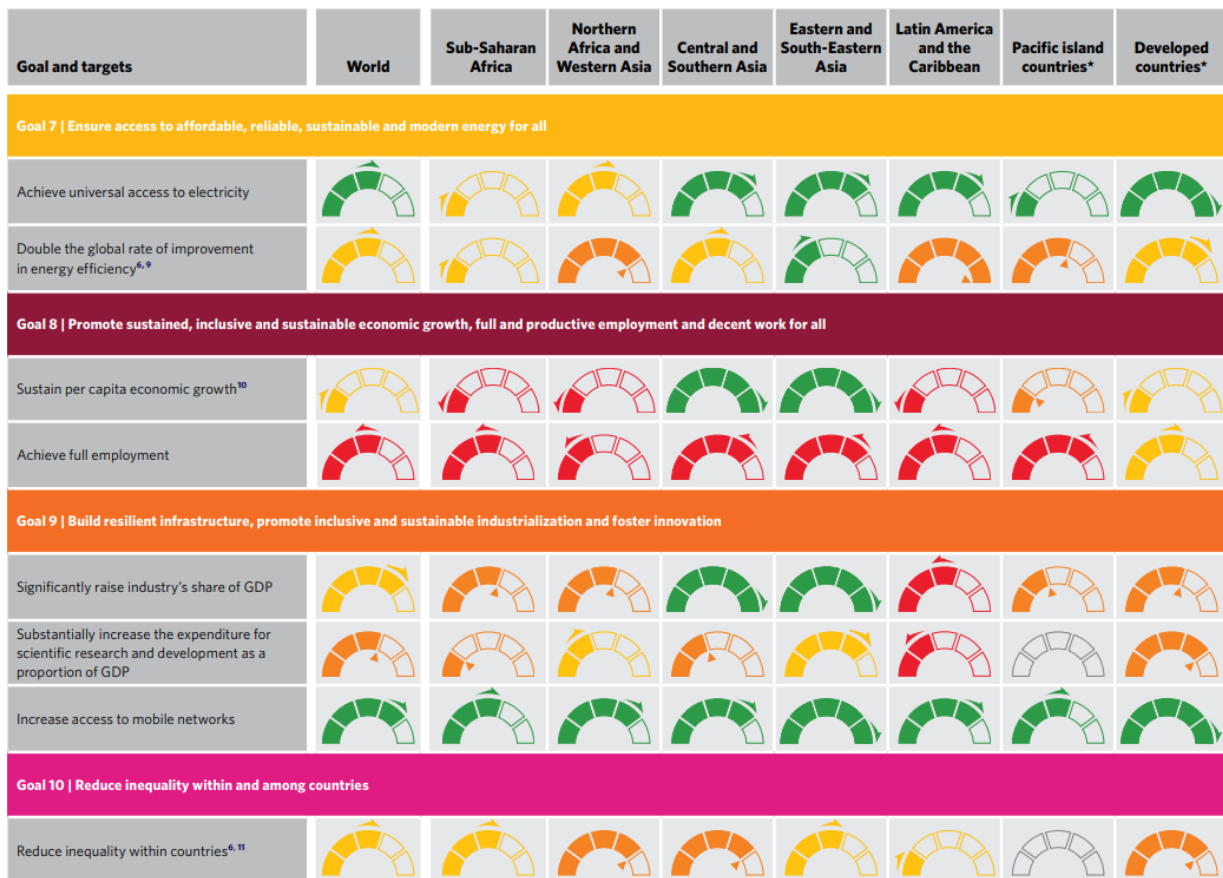 Goal and targets
World
Sub-Saharan
Africa
Northern
Africa and
Western Asia
Central and
Southern Asia
Eastern and
South-Eastern
Asia
Latin America
and the
Caribbean
Pacific island
countries*
Developed
countries*
Goal 7 | Ensure access to affordable, reliable, sustainable and modern energy for all
Achieve universal access to electricity
Double the global rate of improvement
in energy efficiency6, 9
Goal 8 | Promote sustained, inclusive and sustainable economic growth, full and productive employment and decent work for all
Sustain per capita economic growth10
Achieve full employment
Goal 9 | Build resilient infrastructure, promote inclusive and sustainable industrialization and foster innovation
Significantly raise industry's share of GDP
Substantially increase the expenditure for
scientific research and development as a
proportion of GDP
Increase access to mobile networks
Goal 10 | Reduce inequality within and among countries
Reduce inequality within countries6, 11